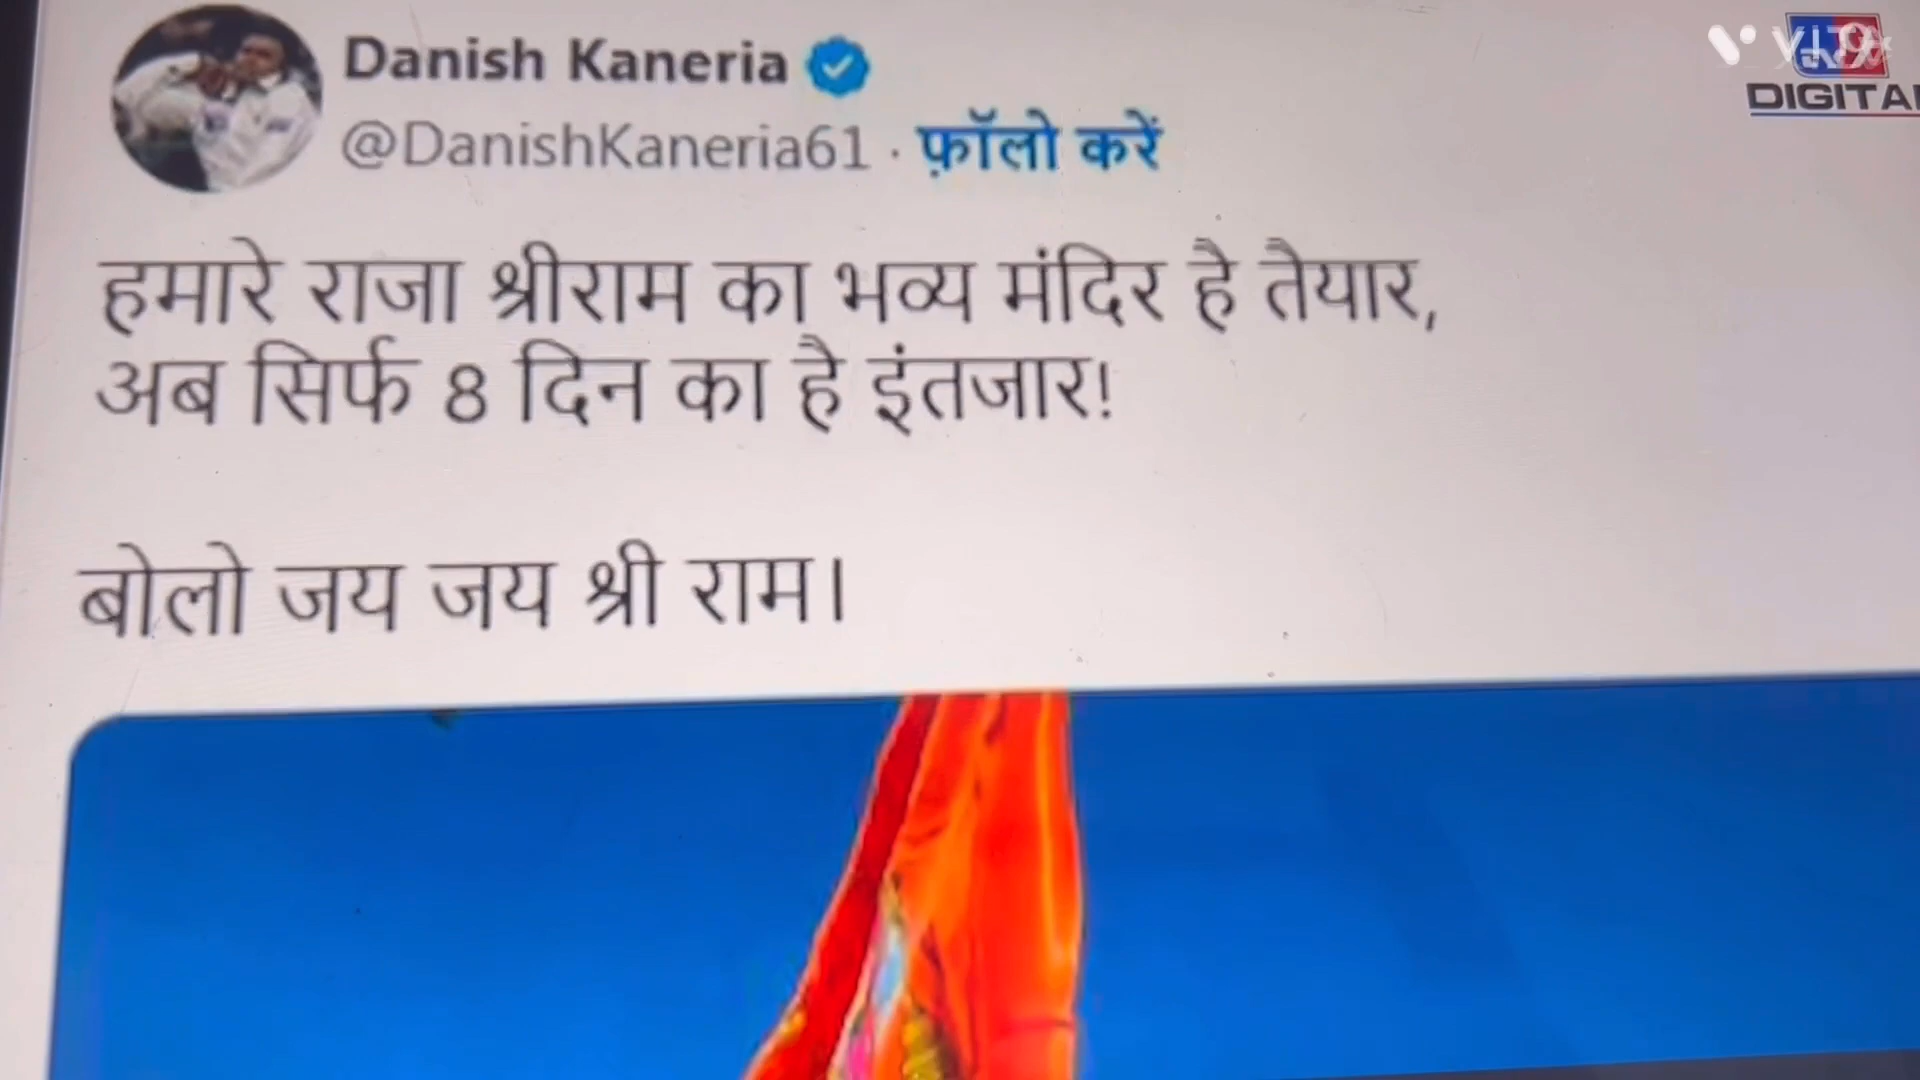 Danish Kaneria
@DanishKaneria61 · फ़ॉलो करें
हमारे राजा श्रीराम का भव्य मंदिर है तैयार,
अब सिर्फ 8 दिन का है इंतजार!
बोलो जय जय श्री राम।
DIGITAL